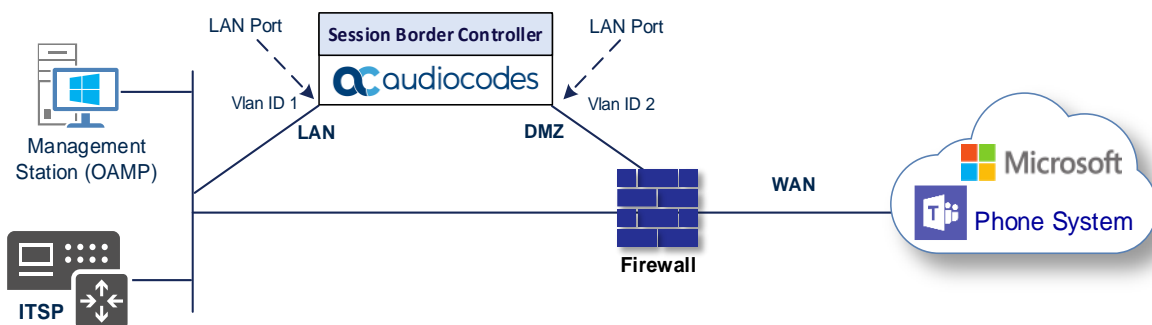 LAN Port
Session Border Controller
LAN Port
audiocodes
Vlan ID 1
Vlan ID 2
LAN
DMZ
Management
Station (OAMP)
WAN
Microsoft
T
Phone System
Firewall
ITSP